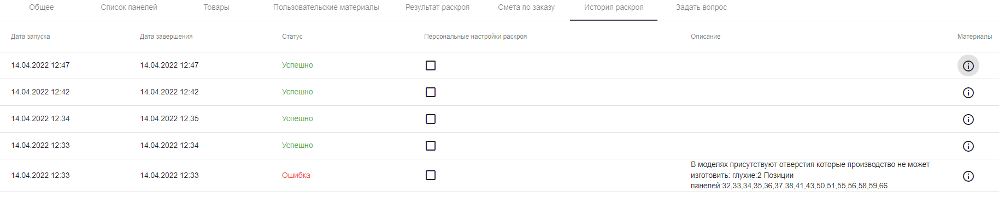 Общее Список панелей Товары Пользовательские материалы Результат раскроя Смета по заказу История раскроя Задать вопрос
Дата запуска Дата завершения Статус Персональные настройки раскроя Описание Материалы
14.04.2022 12:47 14.04.2022 12:47 Успешно
14.04.2022 12:42 14.04.2022 12:42 Успешно
14.04.2022 12:34 14.04.2022 12:35 Успешно
14.04.2022 12:33 14.04.2022 12:34 Успешно
14.04.2022 12:33 14.04.2022 12:33 Ошибка
В моделях присутствуют отверстия которые производство не может
изготовить: глухие:2 Позиции
панелей:32,33,34,35,36,37,38,41,43,50,51,55,56,58,59,66